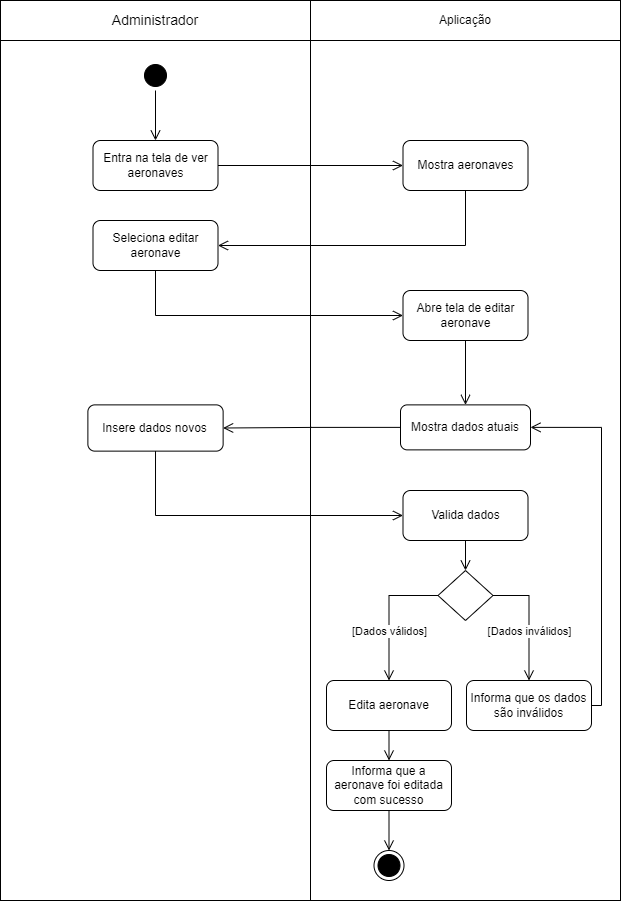 Administrador
Aplicação
Entra na tela de ver
aeronaves
Mostra aeronaves
Seleciona editar
aeronave
Abre tela de editar
aeronave
Insere dados novos
Mostra dados atuais
Valida dados
[Dados válidos]
[Dados inválidos]
Edita aeronave
Informa que os dados
são inválidos
Informa que a
aeronave foi editada
com sucesso